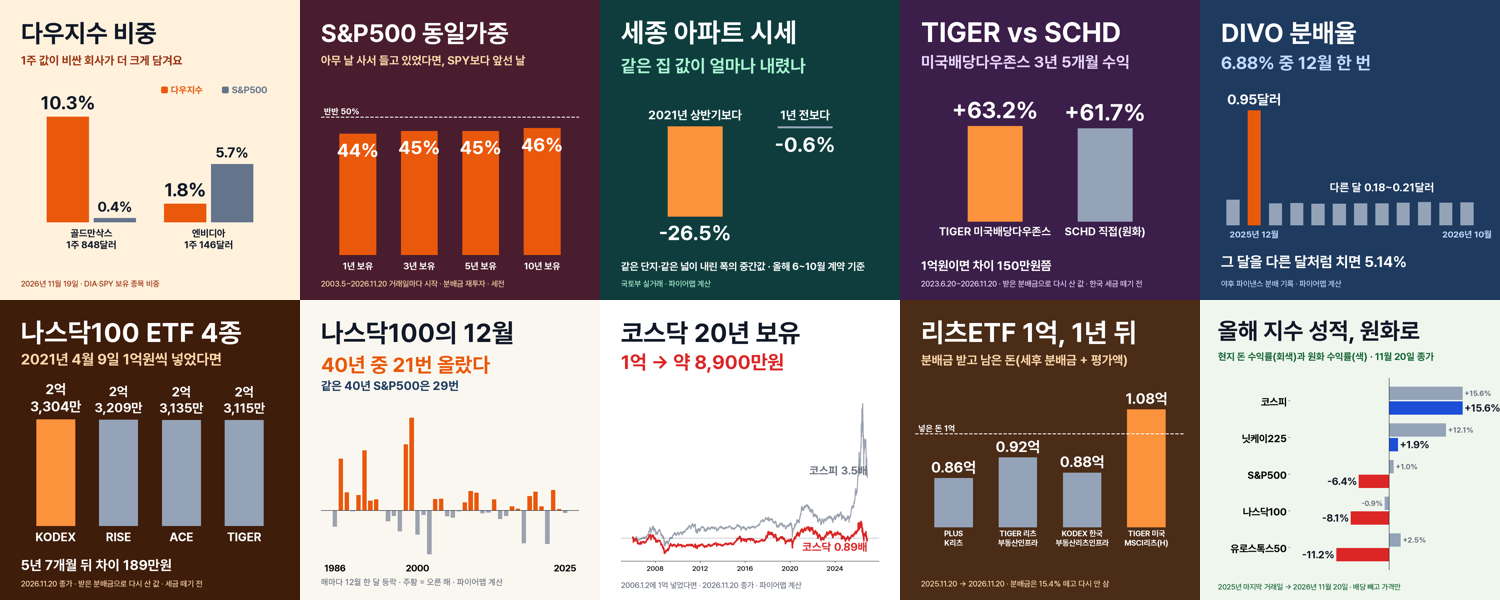 다우지수 비중
1주 값이 비싼 회사가 더 크게 담겨요
다우지수 S&P500
10.3%
0.4%
1.8%
5.7%
골드만삭스
1주 848달러
엔비디아
1주 146달러
2026년 11월 19일 · DIA·SPY 보유 종목 비중
S&P500 동일가중
아무 날 사서 들고 있었다면, SPY보다 앞선 날
반반 50%
44% 45% 45% 46%
1년 보유 3년 보유 5년 보유 10년 보유
2003.5~2026.11.20 거래일마다 시작 · 분배금 재투자 · 세전
세종 아파트 시세
같은 집 값이 얼마나 내렸나
2021년 상반기보다
1년 전보다
-0.6%
-26.5%
같은 단지·같은 넓이 내린 폭의 중간값 · 올해 6~10월 계약 기준
국토부 실거래 · 파이어맵 계산
TIGER vs SCHD
미국배당다우존스 3년 5개월 수익
+63.2% +61.7%
TIGER 미국배당다우존스 SCHD 직접(원화)
1억원이면 차이 150만원쯤
2023.6.20~2026.11.20 · 받은 분배금으로 다시 산 값 · 한국 세금 떼기 전
DIVO 분배율
6.88% 중 12월 한 번
0.95달러
다른 달 0.18~0.21달러
2025년 12월 2026년 10월
그 달을 다른 달처럼 치면 5.14%
야후 파이낸스 분배 기록 · 파이어맵 계산
나스닥100 ETF 4종
2021년 4월 9일 1억원씩 넣었다면
2억 2억 2억 2억
3,304만 3,209만 3,135만 3,115만
KODEX RISE ACE TIGER
5년 7개월 뒤 차이 189만원
2026.11.20 종가 · 받은 분배금으로 다시 산 값 · 세금 떼기 전
나스닥100의 12월
40년 중 21번 올랐다
같은 40년 S&P500은 29번
1986 2000 2025
해마다 12월 한 달 등락 · 주황 = 오른 해 · 파이어맵 계산
코스닥 20년 보유
1억 → 약 8,900만원
코스피 3.5배
코스닥 0.89배
2008 2012 2016 2020 2024
2006.12에 1억 넣었다면 · 2026.11.20 종가 · 파이어맵 계산
리츠ETF 1억, 1년 뒤
분배금 받고 남은 돈(세후 분배금 + 평가액)
넣은 돈 1억
0.86억 0.92억 0.88억 1.08억
PLUS
K리츠
TIGER 리츠
부동산인프라
KODEX 한국
부동산리츠인프라
TIGER 미국
MSCI리츠(H)
2025.11.20 → 2026.11.20 · 분배금은 15.4% 떼고 다시 안 삼
올해 지수 성적, 원화로
현지 돈 수익률(회색)과 원화 수익률(색) · 11월 20일 종가
코스피
+15.6%
+15.6%
닛케이225
+12.1%
+1.9%
S&P500
+1.0%
-6.4%
나스닥100
-0.9%
-8.1%
유로스톡스50
+2.5%
-11.2%
2025년 마지막 거래일 → 2026년 11월 20일 · 배당 빼고 가격만